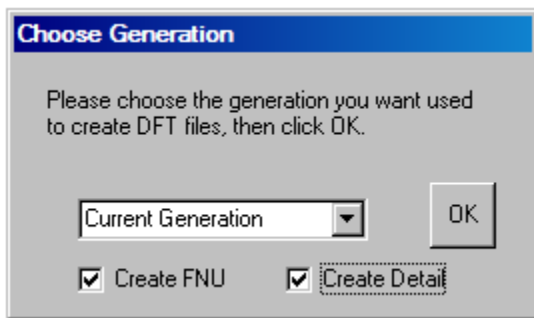 Choose Generation
Please choose the generation you want used
to create DFT files, then click OK.
Current Generation
OK
Create FNU
Create Detail